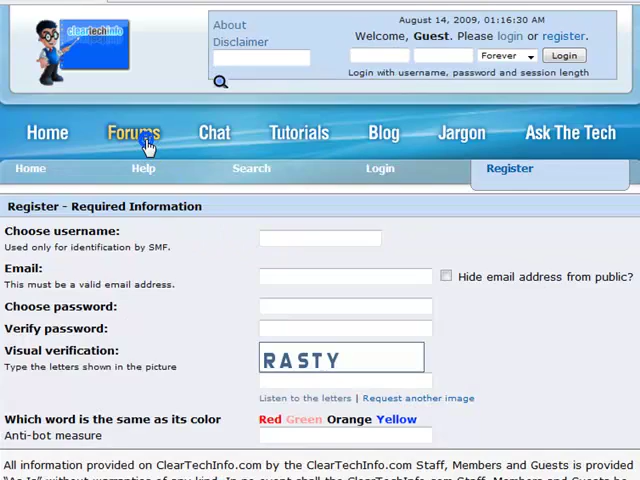 cleartechinfo
About
Disclaimer
August 14, 2009, 01:16:30 AM
Welcome, Guest. Please login or register.
Forever Login
Login with username, password and session length
Home Forums Chat Tutorials Blog Jargon Ask The Tech
Home Help Search Login Register
Register - Required Information
Choose username:
Used only for identification by SMF.
Email:
Hide email address from public?
This must be a valid email address.
Choose password:
Verify password:
Visual verification:
Type the letters shown in the picture
RASTY
Listen to the letters | Request another image
Which word is the same as its color
Red Green Orange Yellow
Anti-bot measure
All information provided on ClearTechInfo.com by the ClearTechInfo.com Staff, Members and Guests is provided